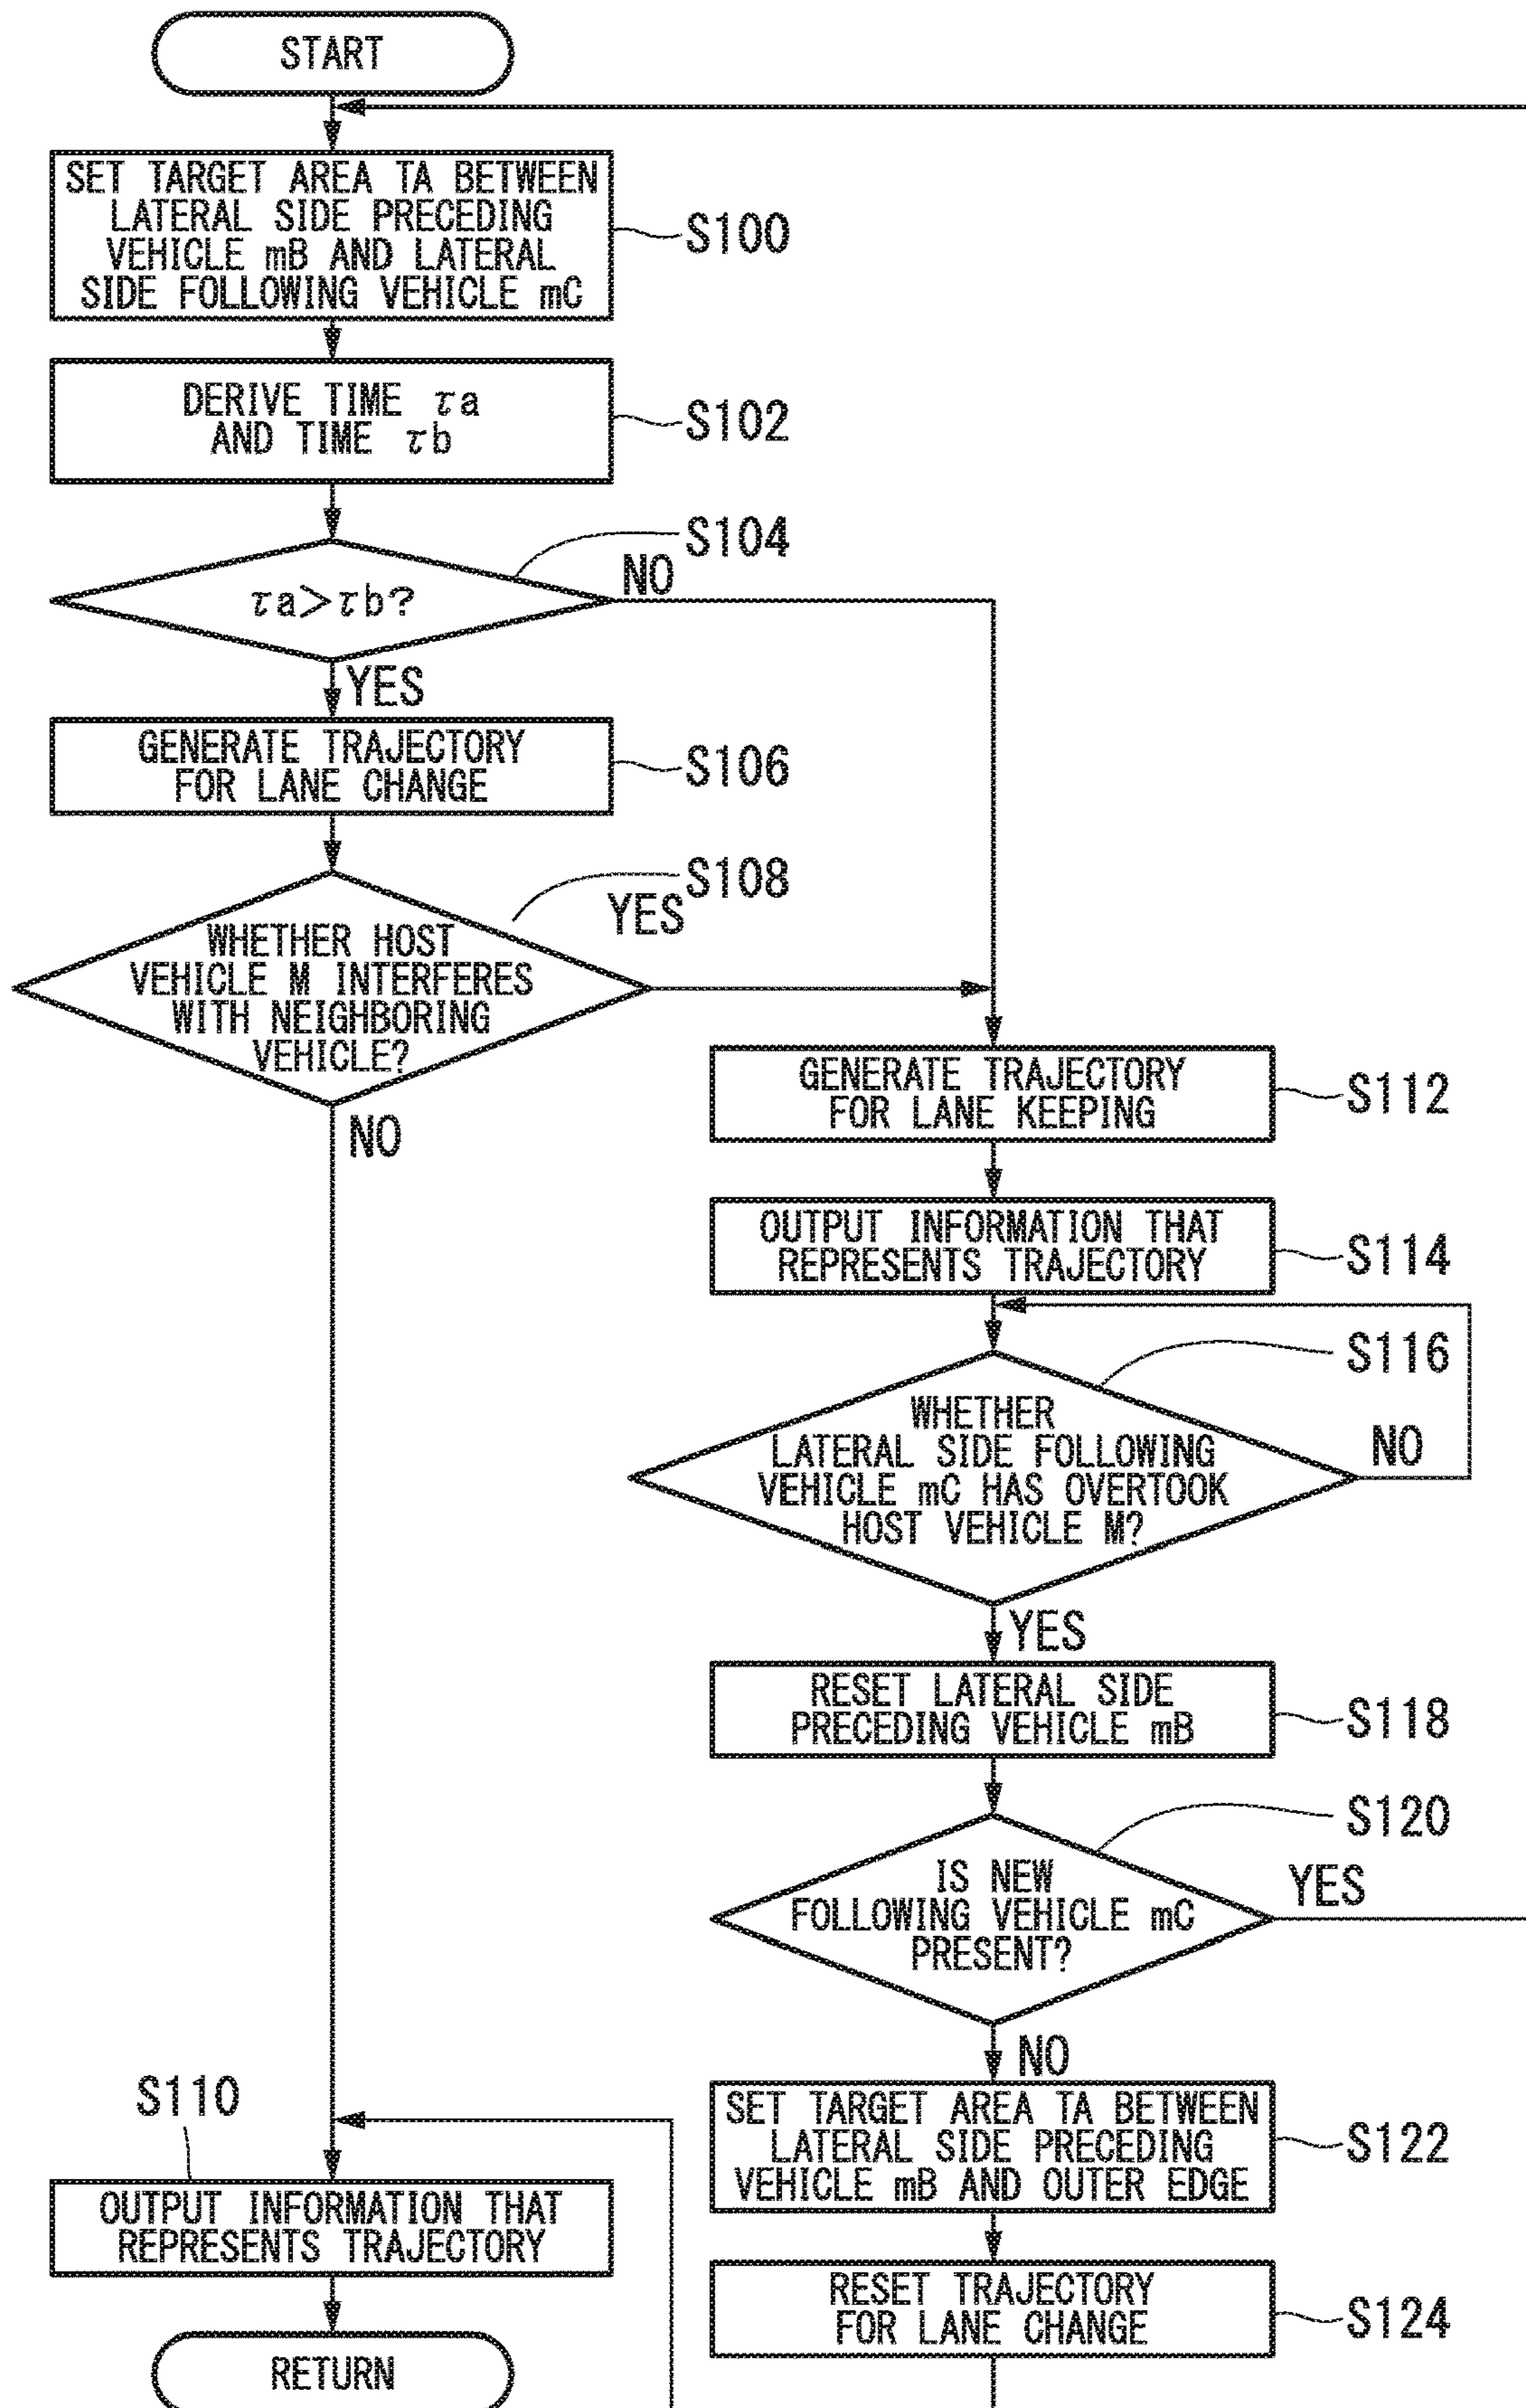 START
SET TARGET AREA TA BETWEEN
LATERAL SIDE PRECEDING
VEHICLE mB AND LATERAL
SIDE FOLLOWING VEHICLE mC
S100
DERIVE TIME τa
AND TIME τb
S102
τa>τb?
S104
NO
YES
GENERATE TRAJECTORY
FOR LANE CHANGE
S106
WHETHER HOST
VEHICLE M INTERFERES
WITH NEIGHBORING
VEHICLE?
S108
YES
NO
GENERATE TRAJECTORY
FOR LANE KEEPING
S112
OUTPUT INFORMATION THAT
REPRESENTS TRAJECTORY
S114
WHETHER
LATERAL SIDE FOLLOWING
VEHICLE mC HAS OVERTOOK
HOST VEHICLE M?
S116
NO
YES
RESET LATERAL SIDE
PRECEDING VEHICLE mB
S118
IS NEW
FOLLOWING VEHICLE mC
PRESENT?
S120
YES
NO
SET TARGET AREA TA BETWEEN
LATERAL SIDE PRECEDING
VEHICLE mB AND OUTER EDGE
S122
RESET TRAJECTORY
FOR LANE CHANGE
S124
S110
OUTPUT INFORMATION THAT
REPRESENTS TRAJECTORY
RETURN